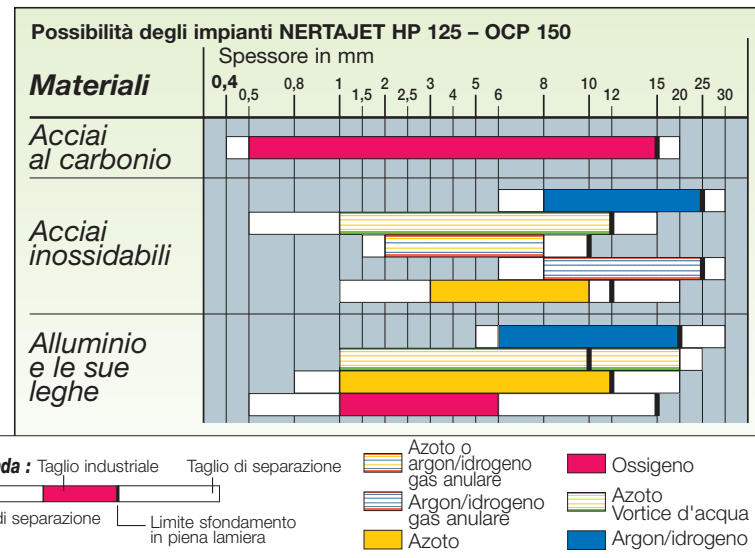 Possibilità degli impianti NERTAJET HP 125 – OCP 150
Spessore in mm
Materiali
0,4 0,5 0,8 1 1,5 2 2,5 3 4 5 6 8 10 12 15 20 25 30
Acciai
al carbonio
Acciai
inossidabili
Alluminio
e le sue
leghe
Taglio industriale
Taglio di separazione
di separazione
Limite sfondamento
in piena lamiera
Azoto o
argon/idrogeno
gas anulare
Argon/idrogeno
gas anulare
Azoto
Ossigeno
Azoto
Vortice d'acqua
Argon/idrogeno